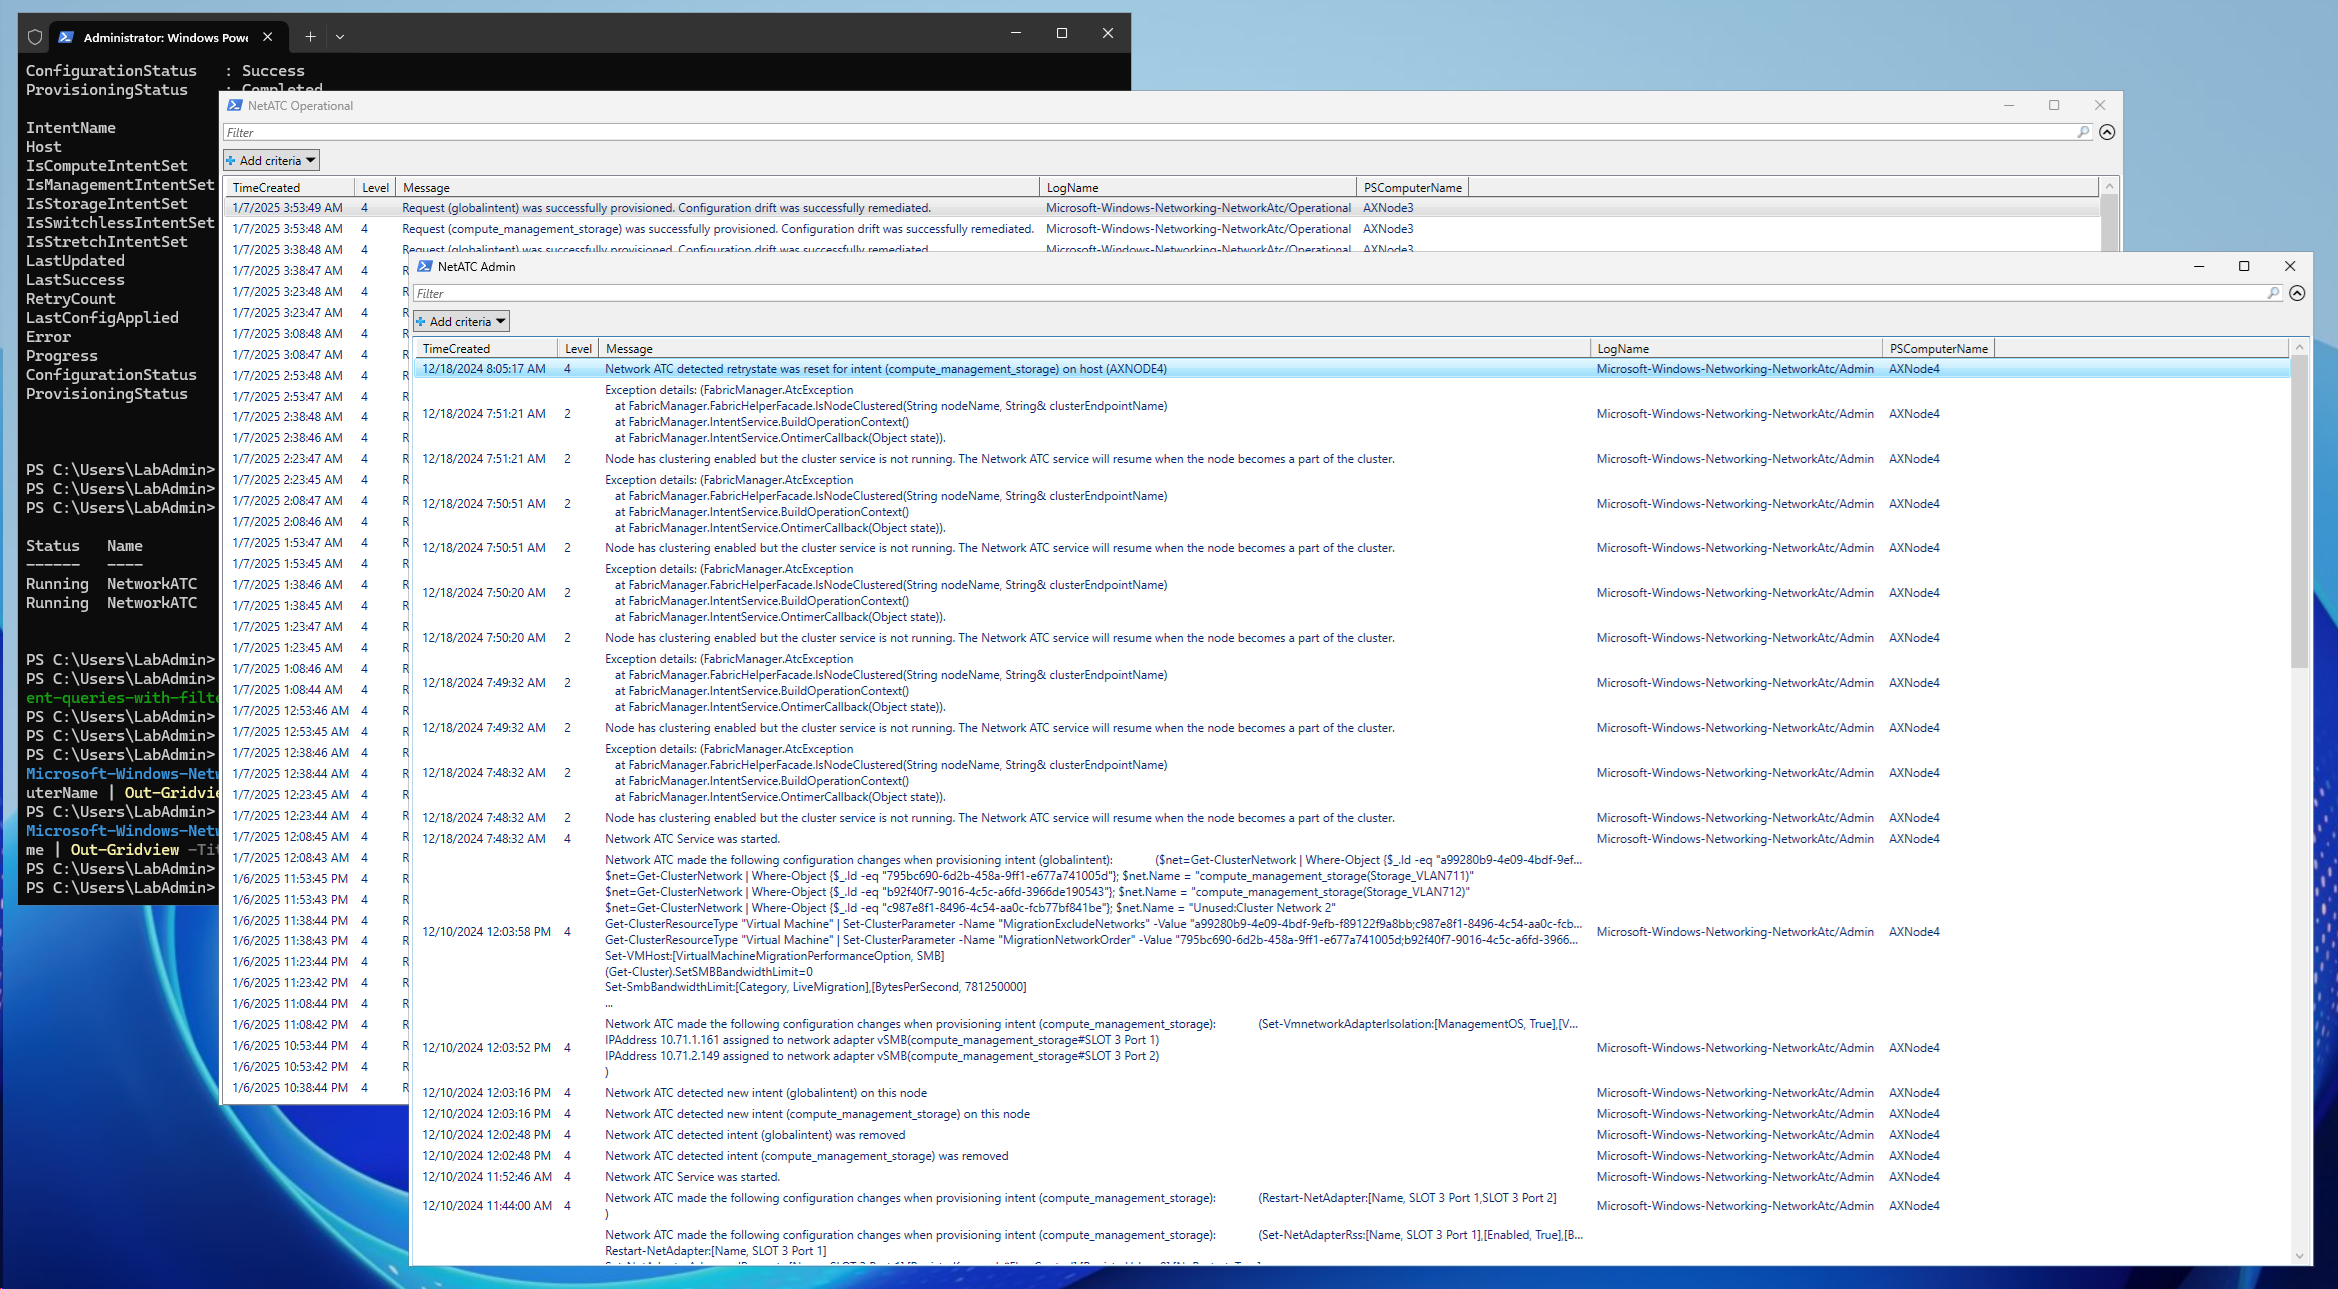 Administrator: Windows Powe
ConfigurationStatus : Success
ProvisioningStatus : Completed
IntentName
Host
IsComputeIntentSet
IsManagementIntentSet
IsStorageIntentSet
IsSwitchlessIntentSet
IsStretchIntentSet
LastUpdated
LastSuccess
RetryCount
LastConfigApplied
Error
Progress
ConfigurationStatus
ProvisioningStatus
PS C:\Users\LabAdmin>
PS C:\Users\LabAdmin>
PS C:\Users\LabAdmin>
Status Name
------ ----
Running NetworkATC
Running NetworkATC
PS C:\Users\LabAdmin>
PS C:\Users\LabAdmin>
ent-queries-with-filte
PS C:\Users\LabAdmin>
PS C:\Users\LabAdmin>
PS C:\Users\LabAdmin>
Microsoft-Windows-Netw
uterName | Out-Gridvie
PS C:\Users\LabAdmin>
Microsoft-Windows-Netw
me | Out-Gridview -Tit
PS C:\Users\LabAdmin>
PS C:\Users\LabAdmin>
NetATC Operational
Filter
Add criteria
TimeCreated Level Message LogName PSComputerName
1/7/2025 3:53:49 AM 4 Request (globalintent) was successfully provisioned. Configuration drift was successfully remediated. Microsoft-Windows-Networking-NetworkAtc/Operational AXNode3
1/7/2025 3:53:48 AM 4 Request (compute_management_storage) was successfully provisioned. Configuration drift was successfully remediated. Microsoft-Windows-Networking-NetworkAtc/Operational AXNode3
1/7/2025 3:38:48 AM 4 Request (globalintent) was successfully provisioned. Configuration drift was successfully remediated. Microsoft-Windows-Networking-NetworkAtc/Operational AXNode3
1/7/2025 3:38:47 AM 4 R
1/7/2025 3:23:48 AM 4 R
1/7/2025 3:23:47 AM 4 R
1/7/2025 3:08:48 AM 4 R
1/7/2025 3:08:47 AM 4 R
1/7/2025 2:53:48 AM 4 R
1/7/2025 2:53:47 AM 4 R
1/7/2025 2:38:48 AM 4 R
1/7/2025 2:38:46 AM 4 R
1/7/2025 2:23:47 AM 4 R
1/7/2025 2:23:45 AM 4 R
1/7/2025 2:08:47 AM 4 R
1/7/2025 2:08:46 AM 4 R
1/7/2025 1:53:47 AM 4 R
1/7/2025 1:53:45 AM 4 R
1/7/2025 1:38:46 AM 4 R
1/7/2025 1:38:45 AM 4 R
1/7/2025 1:23:47 AM 4 R
1/7/2025 1:23:45 AM 4 R
1/7/2025 1:08:46 AM 4 R
1/7/2025 1:08:44 AM 4 R
1/7/2025 12:53:46 AM 4 R
1/7/2025 12:53:45 AM 4 R
1/7/2025 12:38:46 AM 4 R
1/7/2025 12:38:44 AM 4 R
1/7/2025 12:23:45 AM 4 R
1/7/2025 12:23:44 AM 4 R
1/7/2025 12:08:45 AM 4 R
1/7/2025 12:08:43 AM 4 R
1/6/2025 11:53:45 PM 4 R
1/6/2025 11:53:43 PM 4 R
1/6/2025 11:38:44 PM 4 R
1/6/2025 11:38:43 PM 4 R
1/6/2025 11:23:44 PM 4 R
1/6/2025 11:23:42 PM 4 R
1/6/2025 11:08:44 PM 4 R
1/6/2025 11:08:42 PM 4 R
1/6/2025 10:53:44 PM 4 R
1/6/2025 10:53:42 PM 4 R
1/6/2025 10:38:44 PM 4 R
NetATC Admin
Filter
Add criteria
TimeCreated Level Message LogName PSComputerName
12/18/2024 8:05:17 AM 4 Network ATC detected retrystate was reset for intent (compute_management_storage) on host (AXNODE4) Microsoft-Windows-Networking-NetworkAtc/Admin AXNode4
Exception details: (FabricManager.AtcException
at FabricManager.FabricHelperFacade.IsNodeClustered(String nodeName, String& clusterEndpointName)
12/18/2024 7:51:21 AM 2 at FabricManager.IntentService.BuildOperationContext() Microsoft-Windows-Networking-NetworkAtc/Admin AXNode4
at FabricManager.IntentService.OntimerCallback(Object state)).
12/18/2024 7:51:21 AM 2 Node has clustering enabled but the cluster service is not running. The Network ATC service will resume when the node becomes a part of the cluster. Microsoft-Windows-Networking-NetworkAtc/Admin AXNode4
Exception details: (FabricManager.AtcException
at FabricManager.FabricHelperFacade.IsNodeClustered(String nodeName, String& clusterEndpointName)
12/18/2024 7:50:51 AM 2 at FabricManager.IntentService.BuildOperationContext() Microsoft-Windows-Networking-NetworkAtc/Admin AXNode4
at FabricManager.IntentService.OntimerCallback(Object state)).
12/18/2024 7:50:51 AM 2 Node has clustering enabled but the cluster service is not running. The Network ATC service will resume when the node becomes a part of the cluster. Microsoft-Windows-Networking-NetworkAtc/Admin AXNode4
Exception details: (FabricManager.AtcException
at FabricManager.FabricHelperFacade.IsNodeClustered(String nodeName, String& clusterEndpointName)
12/18/2024 7:50:20 AM 2 at FabricManager.IntentService.BuildOperationContext() Microsoft-Windows-Networking-NetworkAtc/Admin AXNode4
at FabricManager.IntentService.OntimerCallback(Object state)).
12/18/2024 7:50:20 AM 2 Node has clustering enabled but the cluster service is not running. The Network ATC service will resume when the node becomes a part of the cluster. Microsoft-Windows-Networking-NetworkAtc/Admin AXNode4
Exception details: (FabricManager.AtcException
at FabricManager.FabricHelperFacade.IsNodeClustered(String nodeName, String& clusterEndpointName)
12/18/2024 7:49:32 AM 2 at FabricManager.IntentService.BuildOperationContext() Microsoft-Windows-Networking-NetworkAtc/Admin AXNode4
at FabricManager.IntentService.OntimerCallback(Object state)).
12/18/2024 7:49:32 AM 2 Node has clustering enabled but the cluster service is not running. The Network ATC service will resume when the node becomes a part of the cluster. Microsoft-Windows-Networking-NetworkAtc/Admin AXNode4
Exception details: (FabricManager.AtcException
at FabricManager.FabricHelperFacade.IsNodeClustered(String nodeName, String& clusterEndpointName)
12/18/2024 7:48:32 AM 2 at FabricManager.IntentService.BuildOperationContext() Microsoft-Windows-Networking-NetworkAtc/Admin AXNode4
at FabricManager.IntentService.OntimerCallback(Object state)).
12/18/2024 7:48:32 AM 2 Node has clustering enabled but the cluster service is not running. The Network ATC service will resume when the node becomes a part of the cluster. Microsoft-Windows-Networking-NetworkAtc/Admin AXNode4
12/18/2024 7:48:32 AM 4 Network ATC Service was started. Microsoft-Windows-Networking-NetworkAtc/Admin AXNode4
Network ATC made the following configuration changes when provisioning intent (globalintent): ($net=Get-ClusterNetwork | Where-Object {$_.Id -eq "a99280b9-4e09-4bdf-9ef...
$net=Get-ClusterNetwork | Where-Object {$_.Id -eq "795bc690-6d2b-458a-9ff1-e677a741005d"}; $net.Name = "compute_management_storage(Storage_VLAN711)"
$net=Get-ClusterNetwork | Where-Object {$_.Id -eq "b92f40f7-9016-4c5c-a6fd-3966de190543"}; $net.Name = "compute_management_storage(Storage_VLAN712)"
$net=Get-ClusterNetwork | Where-Object {$_.Id -eq "c987e8f1-8496-4c54-aa0c-fcb77bf841be"}; $net.Name = "Unused:Cluster Network 2"
Get-ClusterResourceType "Virtual Machine" | Set-ClusterParameter -Name "MigrationExcludeNetworks" -Value "a99280b9-4e09-4bdf-9efb-f89122f9a8bb;c987e8f1-8496-4c54-aa0c-fcb...
12/10/2024 12:03:58 PM 4 Get-ClusterResourceType "Virtual Machine" | Set-ClusterParameter -Name "MigrationNetworkOrder" -Value "795bc690-6d2b-458a-9ff1-e677a741005d;b92f40f7-9016-4c5c-a6fd-3966... Microsoft-Windows-Networking-NetworkAtc/Admin AXNode4
Set-VMHost:[VirtualMachineMigrationPerformanceOption, SMB]
(Get-Cluster).SetSMBBandwidthLimit=0
Set-SmbBandwidthLimit:[Category, LiveMigration],[BytesPerSecond, 781250000]
...
Network ATC made the following configuration changes when provisioning intent (compute_management_storage): (Set-VmnetworkAdapterIsolation:[ManagementOS, True],[V...
IPAddress 10.71.1.161 assigned to network adapter vSMB(compute_management_storage#SLOT 3 Port 1)
12/10/2024 12:03:52 PM 4 IPAddress 10.71.2.149 assigned to network adapter vSMB(compute_management_storage#SLOT 3 Port 2) Microsoft-Windows-Networking-NetworkAtc/Admin AXNode4
)
12/10/2024 12:03:16 PM 4 Network ATC detected new intent (globalintent) on this node Microsoft-Windows-Networking-NetworkAtc/Admin AXNode4
12/10/2024 12:03:16 PM 4 Network ATC detected new intent (compute_management_storage) on this node Microsoft-Windows-Networking-NetworkAtc/Admin AXNode4
12/10/2024 12:02:48 PM 4 Network ATC detected intent (globalintent) was removed Microsoft-Windows-Networking-NetworkAtc/Admin AXNode4
12/10/2024 12:02:48 PM 4 Network ATC detected intent (compute_management_storage) was removed Microsoft-Windows-Networking-NetworkAtc/Admin AXNode4
12/10/2024 11:52:46 AM 4 Network ATC Service was started. Microsoft-Windows-Networking-NetworkAtc/Admin AXNode4
12/10/2024 11:44:00 AM 4 Network ATC made the following configuration changes when provisioning intent (compute_management_storage): (Restart-NetAdapter:[Name, SLOT 3 Port 1,SLOT 3 Port 2] Microsoft-Windows-Networking-NetworkAtc/Admin AXNode4
)
Network ATC made the following configuration changes when provisioning intent (compute_management_storage): (Set-NetAdapterRss:[Name, SLOT 3 Port 1],[Enabled, True],[B...
Restart-NetAdapter:[Name, SLOT 3 Port 1]